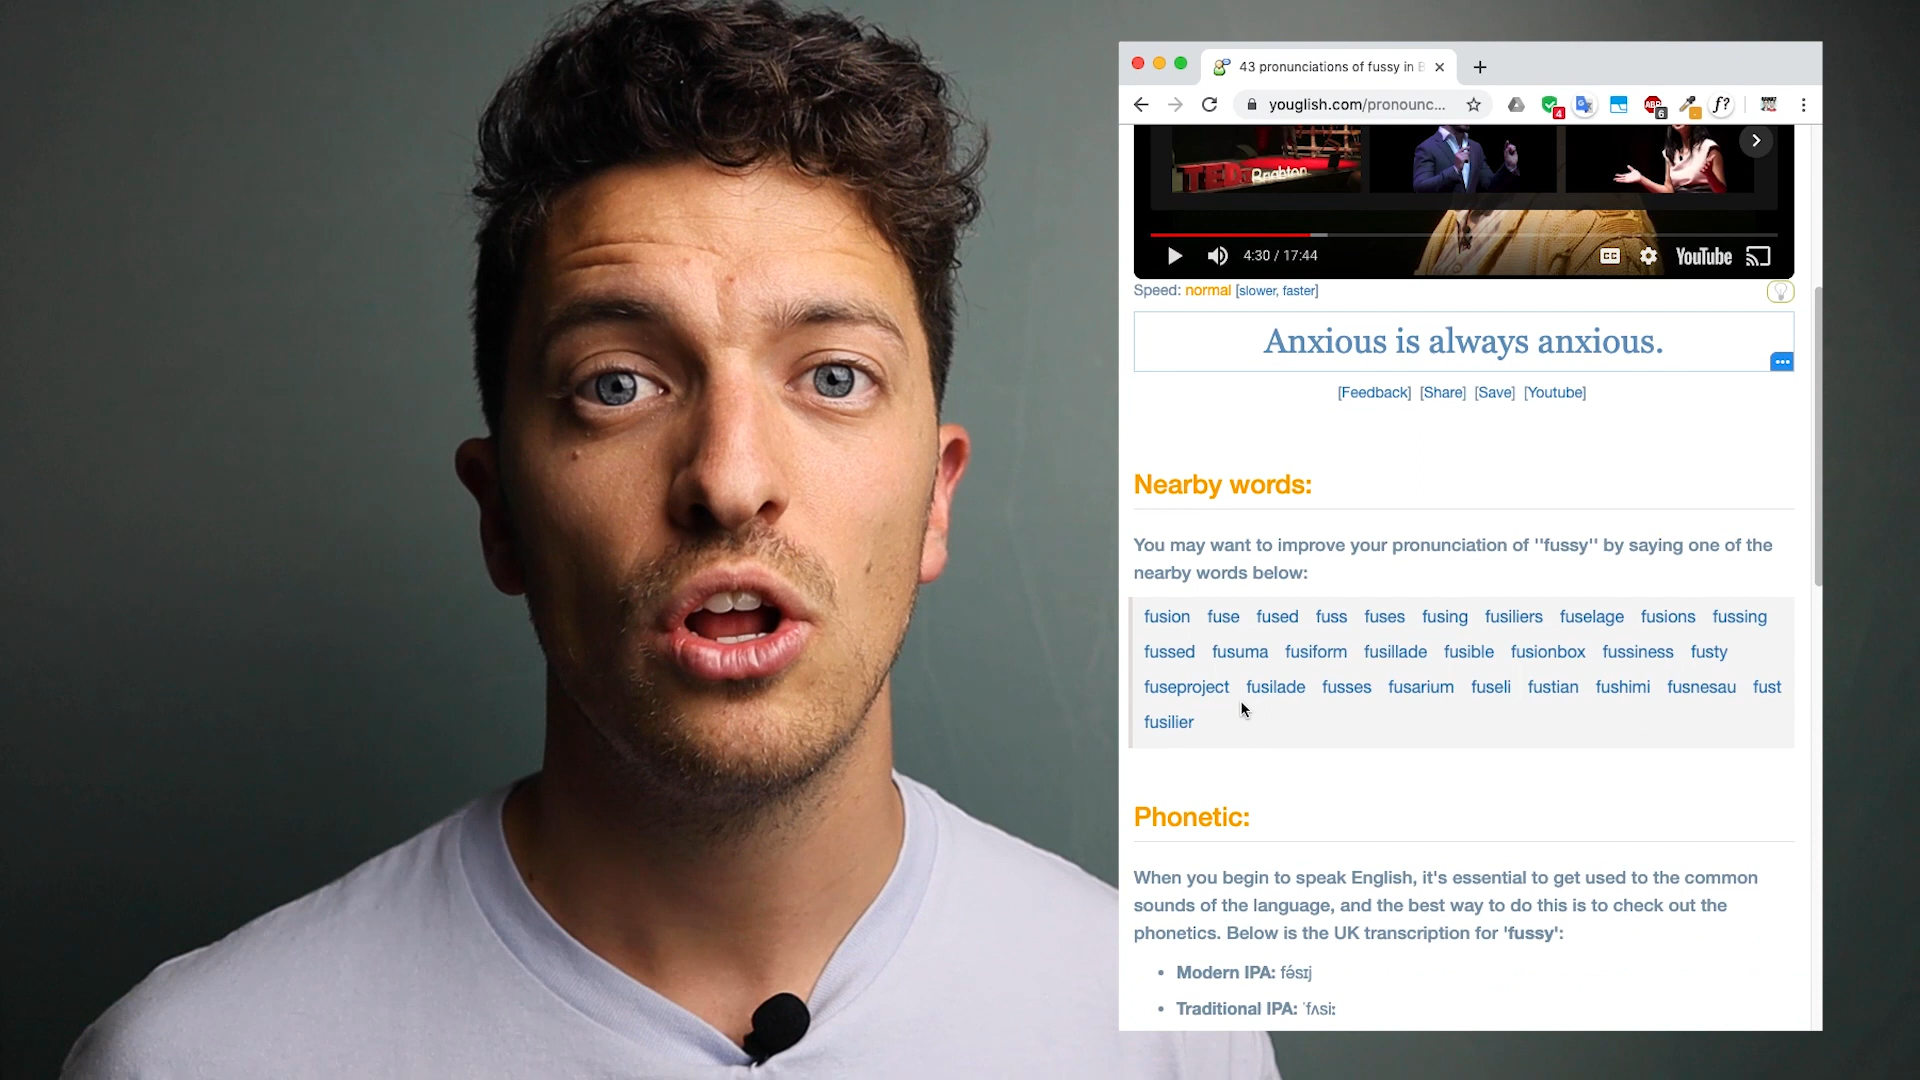 43 pronunciations of fussy in B
youglish.com/pronounc...
4
ABP
6
f?
TED Brighton
4:30 / 17:44
CC
YouTube
Speed: normal [slower, faster]
Anxious is always anxious.
[Feedback] [Share] [Save] [Youtube]
Nearby words:
You may want to improve your pronunciation of ''fussy'' by saying one of the
nearby words below:
fusion fuse fused fuss fuses fusing fusiliers fuselage fusions fussing
fussed fusuma fusiform fusillade fusible fusionbox fussiness fusty
fuseproject fusilade fusses fusarium fuseli fustian fushimi fusnesau fust
fusilier
Phonetic:
When you begin to speak English, it's essential to get used to the common
sounds of the language, and the best way to do this is to check out the
phonetics. Below is the UK transcription for 'fussy':
• Modern IPA: fə́sɪj
• Traditional IPA: ˈfʌsiː